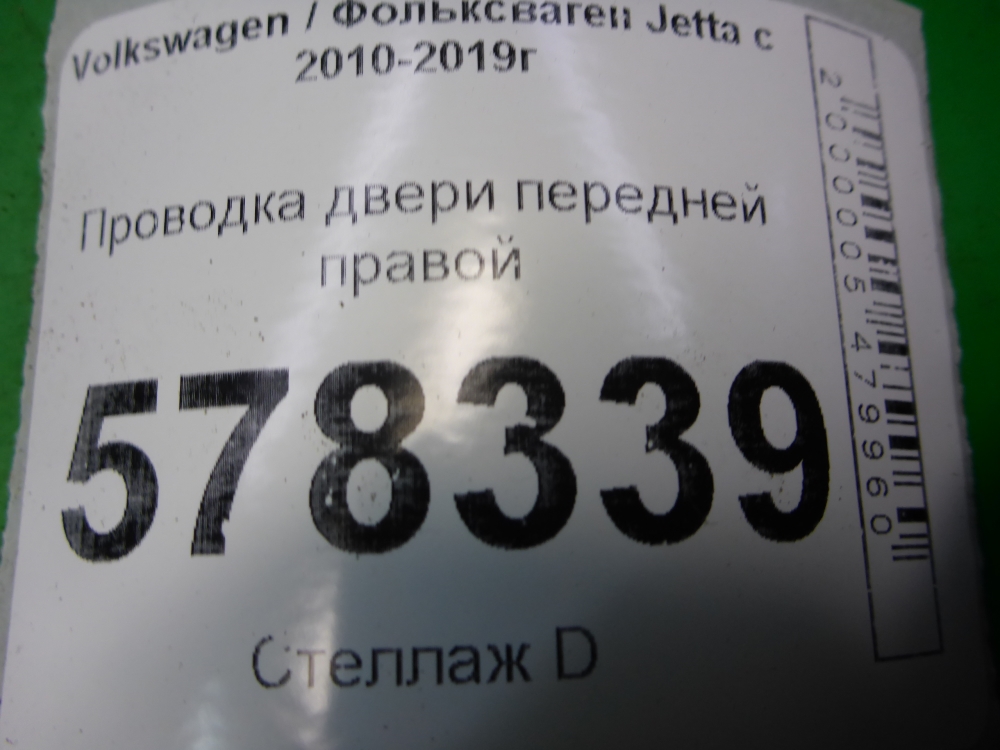 Volkswagen / Фольксваген Jetta с
2010-2019г
Проводка двери передней
правой
578339
Стеллаж D
2000005479960